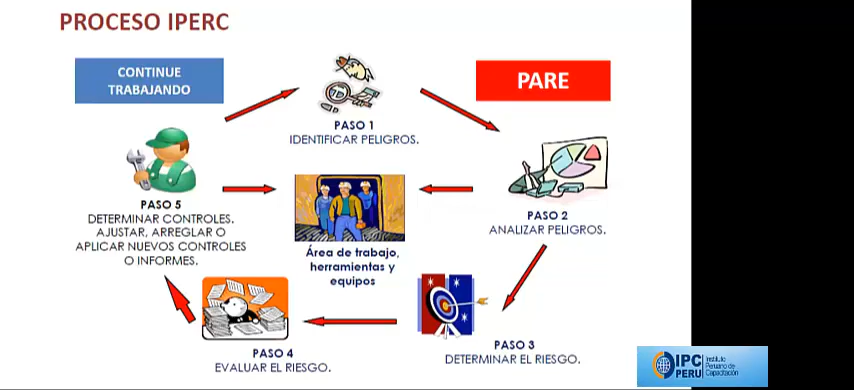 PROCESO IPERC
CONTINUE
TRABAJANDO
PARE
PASO 1
IDENTIFICAR PELIGROS.
PASO 5
DETERMINAR CONTROLES.
AJUSTAR, ARREGLAR O
APLICAR NUEVOS CONTROLES
O INFORMES.
Área de trabajo,
herramientas y
equipos
PASO 2
ANALIZAR PELIGROS.
PASO 4
EVALUAR EL RIESGO.
PASO 3
DETERMINAR EL RIESGO.
IPC
PERU
Instituto
Peruano de
Capacitación